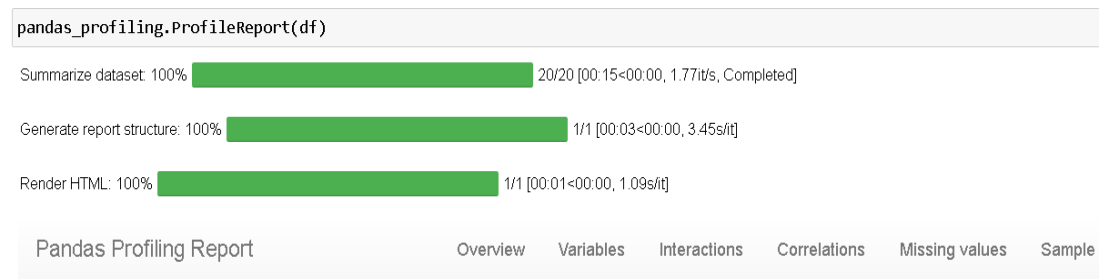 pandas_profiling.ProfileReport(df)
Summarize dataset: 100% 20/20 [00:15<00:00, 1.77it/s, Completed]
Generate report structure: 100% 1/1 [00:03<00:00, 3.45s/it]
Render HTML: 100% 1/1 [00:01<00:00, 1.09s/it]
Pandas Profiling Report Overview Variables Interactions Correlations Missing values Sample